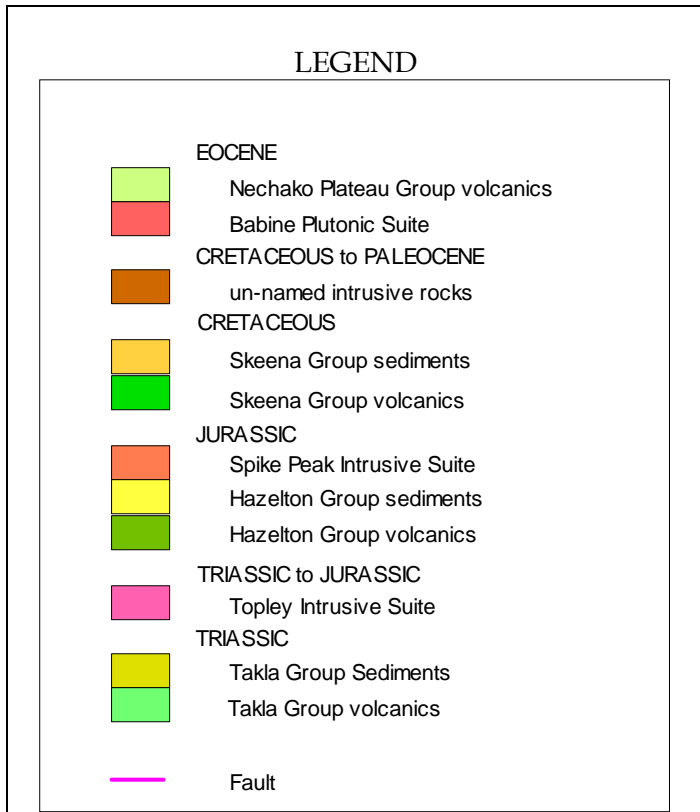 LEGEND
EOCENE
Nechako Plateau Group volcanics
Babine Plutonic Suite
CRETACEOUS to PALEOCENE
un-named intrusive rocks
CRETACEOUS
Skeena Group sediments
Skeena Group volcanics
JURASSIC
Spike Peak Intrusive Suite
Hazelton Group sediments
Hazelton Group volcanics
TRIASSIC to JURASSIC
Topley Intrusive Suite
TRIASSIC
Takla Group Sediments
Takla Group volcanics
Fault